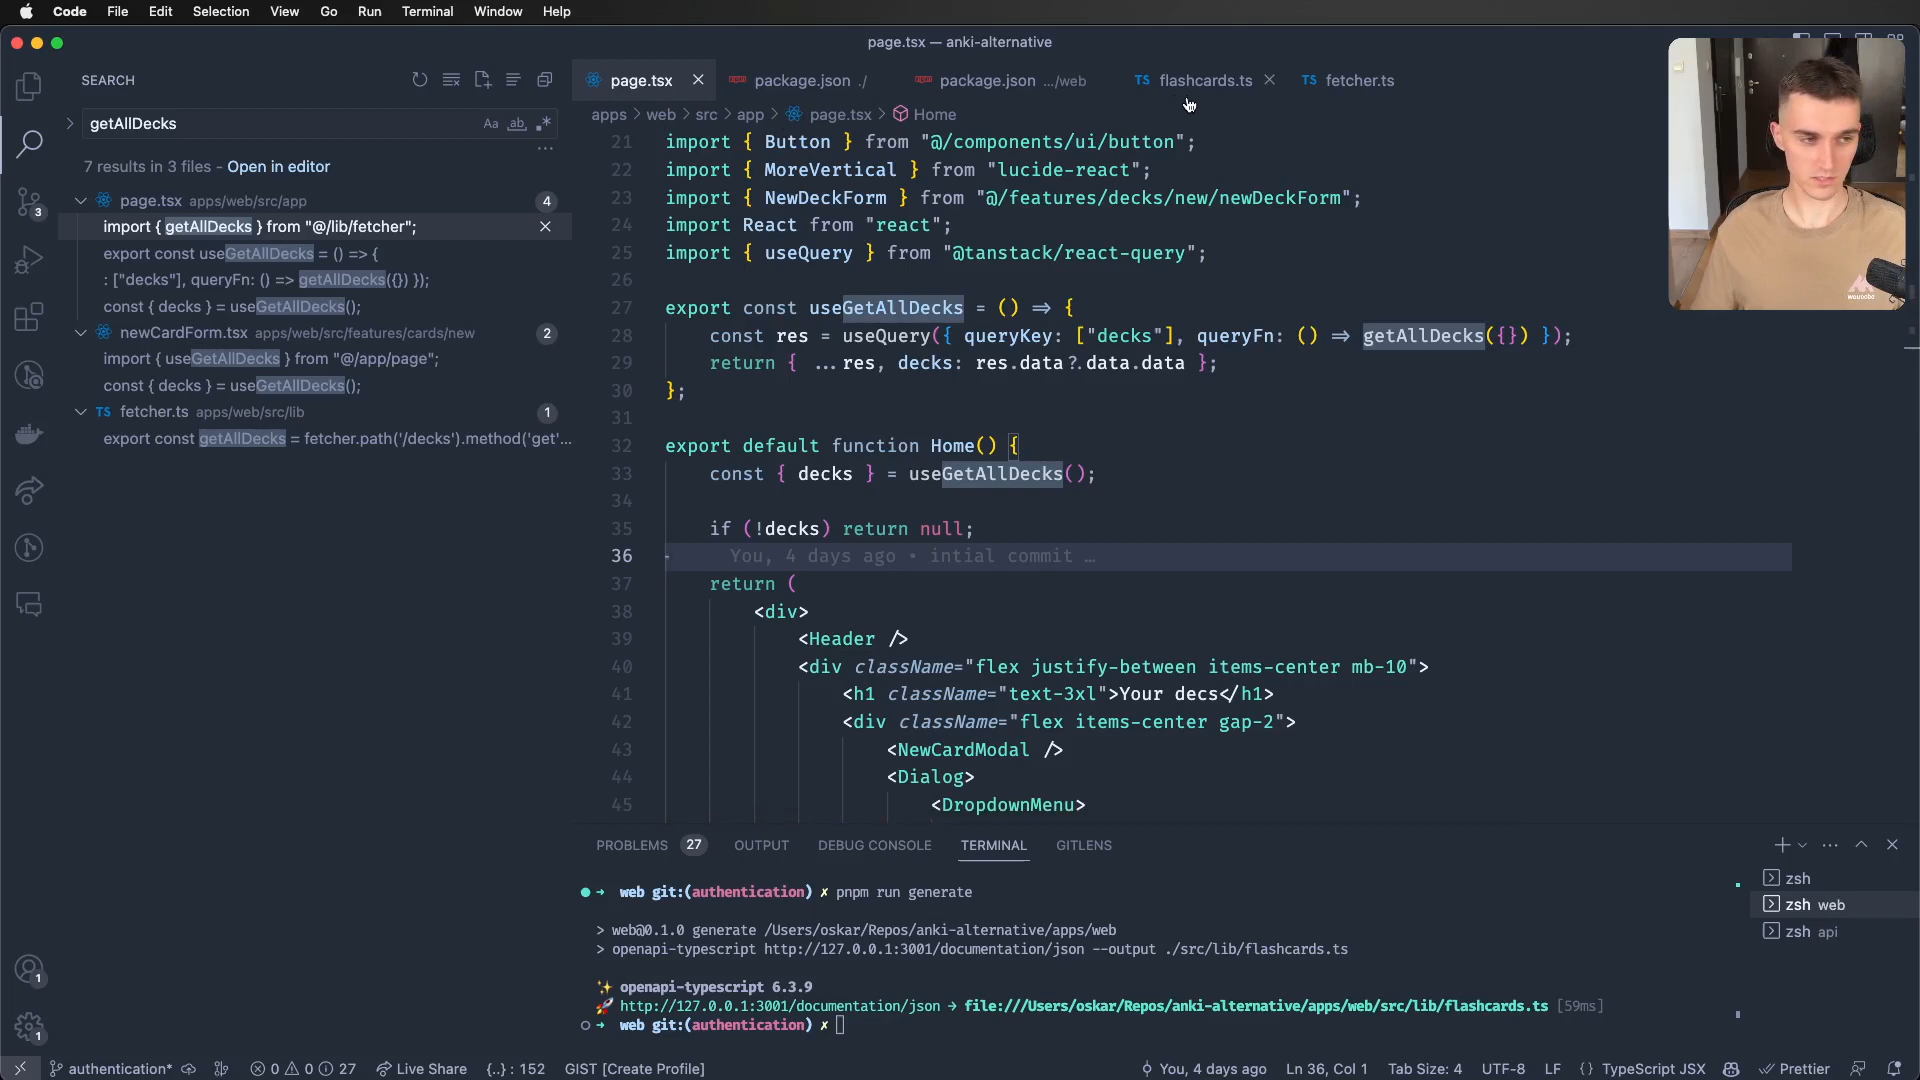 Code File Edit Selection View Go Run Terminal Window Help
page.tsx — anki-alternative
SEARCH
getAllDecks
Aa ab
7 results in 3 files - Open in editor
page.tsx apps/web/src/app 4
import { getAllDecks } from "@/lib/fetcher";
export const useGetAllDecks = () => {
: ["decks"], queryFn: () => getAllDecks({}) });
const { decks } = useGetAllDecks();
newCardForm.tsx apps/web/src/features/cards/new 2
import { useGetAllDecks } from "@/app/page";
const { decks } = useGetAllDecks();
TS fetcher.ts apps/web/src/lib 1
export const getAllDecks = fetcher.path('/decks').method('get'...
3
1
1
page.tsx package.json ./ package.json .../web TS flashcards.ts TS fetcher.ts
apps > web > src > app > page.tsx > Home
21 import { Button } from "@/components/ui/button";
22 import { MoreVertical } from "lucide-react";
23 import { NewDeckForm } from "@/features/decks/new/newDeckForm";
24 import React from "react";
25 import { useQuery } from "@tanstack/react-query";
26
27 export const useGetAllDecks = () => {
28 const res = useQuery({ queryKey: ["decks"], queryFn: () => getAllDecks({}) });
29 return { ...res, decks: res.data?.data.data };
30 };
31
32 export default function Home() {
33 const { decks } = useGetAllDecks();
34
35 if (!decks) return null;
36 You, 4 days ago • intial commit …
37 return (
38 <div>
39 <Header />
40 <div className="flex justify-between items-center mb-10">
41 <h1 className="text-3xl">Your decs</h1>
42 <div className="flex items-center gap-2">
43 <NewCardModal />
44 <Dialog>
45 <DropdownMenu>
PROBLEMS 27 OUTPUT DEBUG CONSOLE TERMINAL GITLENS
→ web git:(authentication) ✗ pnpm run generate
> web@0.1.0 generate /Users/oskar/Repos/anki-alternative/apps/web
> openapi-typescript http://127.0.0.1:3001/documentation/json --output ./src/lib/flashcards.ts
✨ openapi-typescript 6.3.9
🚀 http://127.0.0.1:3001/documentation/json → file:///Users/oskar/Repos/anki-alternative/apps/web/src/lib/flashcards.ts [59ms]
→ web git:(authentication) ✗
zsh
zsh web
zsh api
authentication* 0 0 27 Live Share {..} : 152 GIST [Create Profile] You, 4 days ago Ln 36, Col 1 Tab Size: 4 UTF-8 LF {} TypeScript JSX Prettier